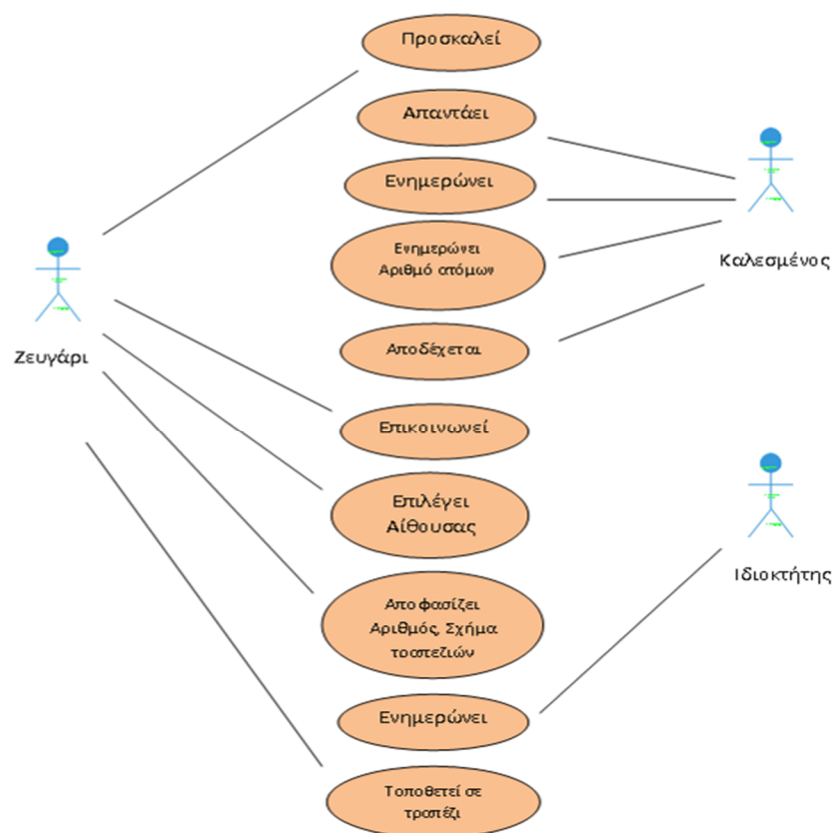 Προσκαλεί
Απαντάει
Ενημερώνει
Ενημερώνει
Αριθμό ατόμων
Καλεσμένος
Αποδέχεται
Ζευγάρι
Επικοινωνεί
Επιλέγει
Αίθουσας
Ιδιοκτήτης
Αποφασίζει
Αριθμός, Σχήμα
τραπεζιών
Ενημερώνει
Τοποθετεί σε
τραπέζι